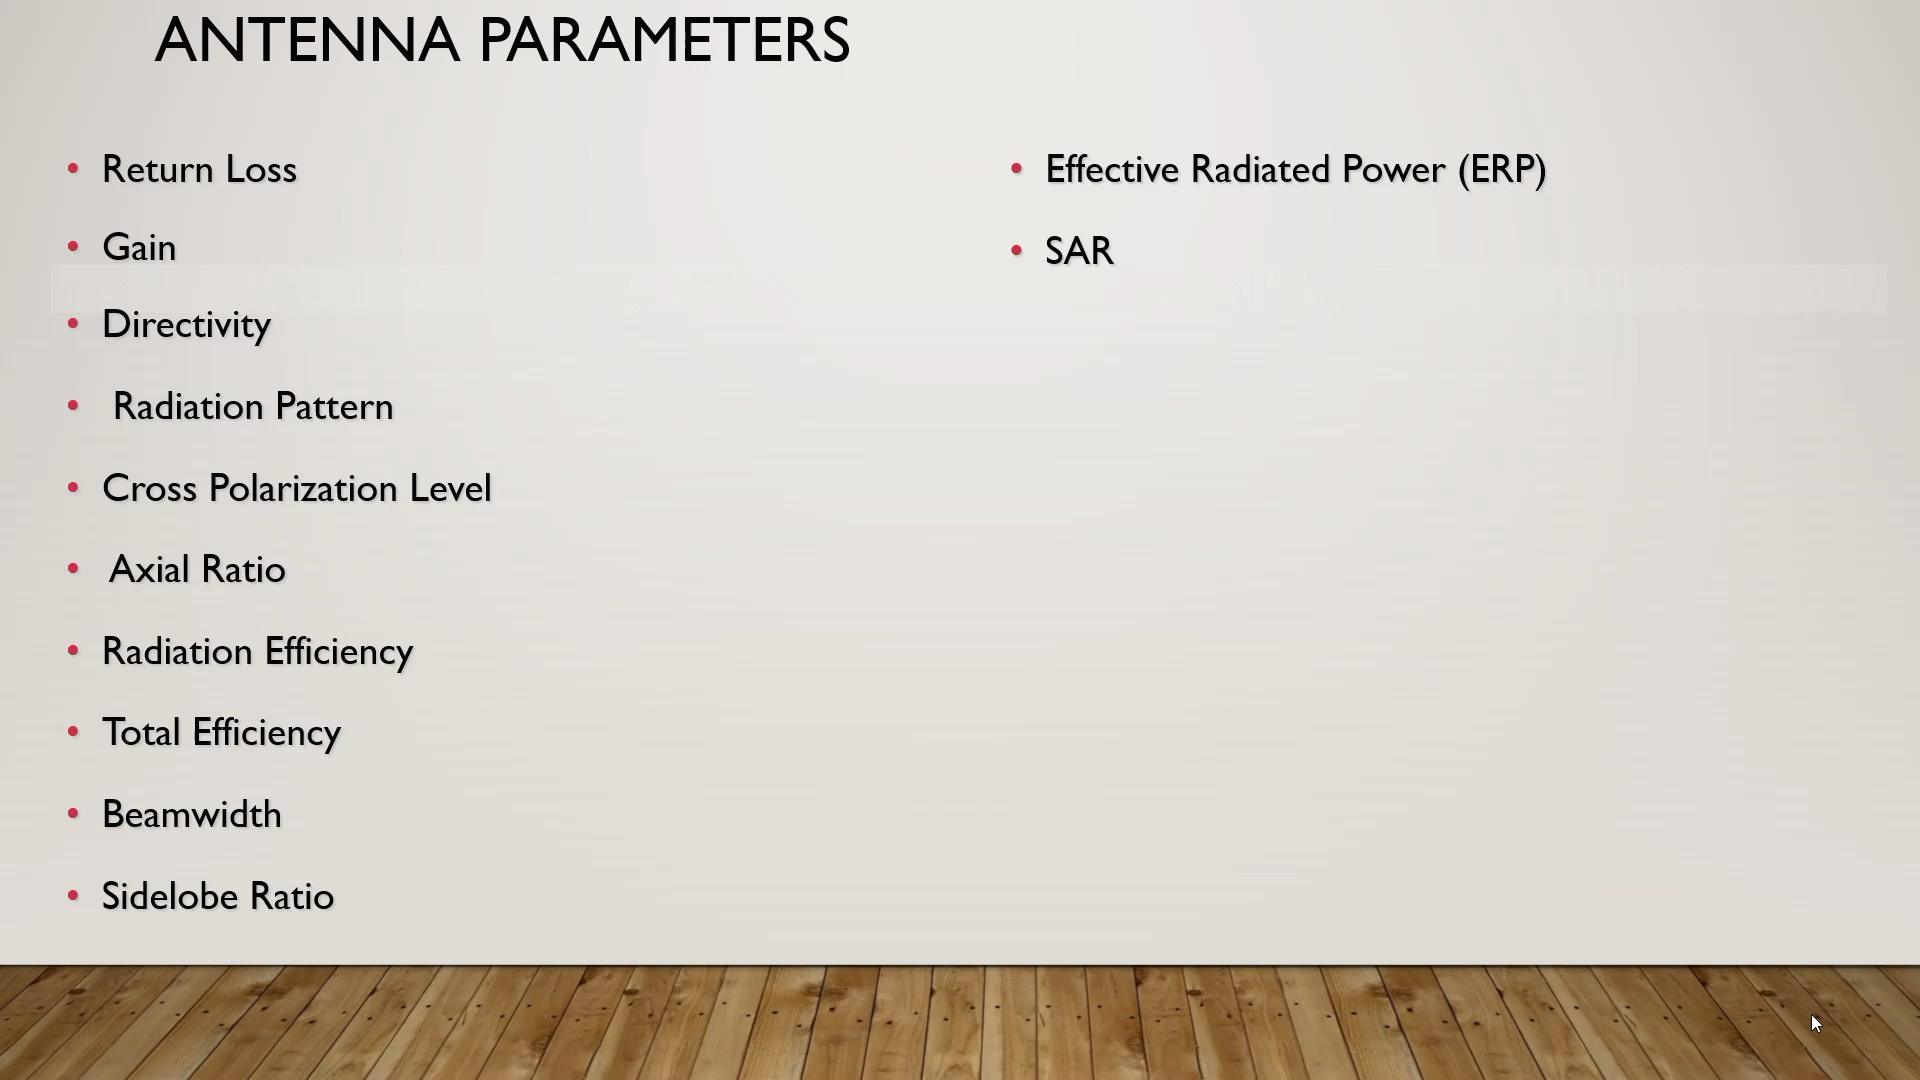 ANTENNA PARAMETERS
• Return Loss
• Gain
• Directivity
• Radiation Pattern
• Cross Polarization Level
• Axial Ratio
• Radiation Efficiency
• Total Efficiency
• Beamwidth
• Sidelobe Ratio
• Effective Radiated Power (ERP)
• SAR